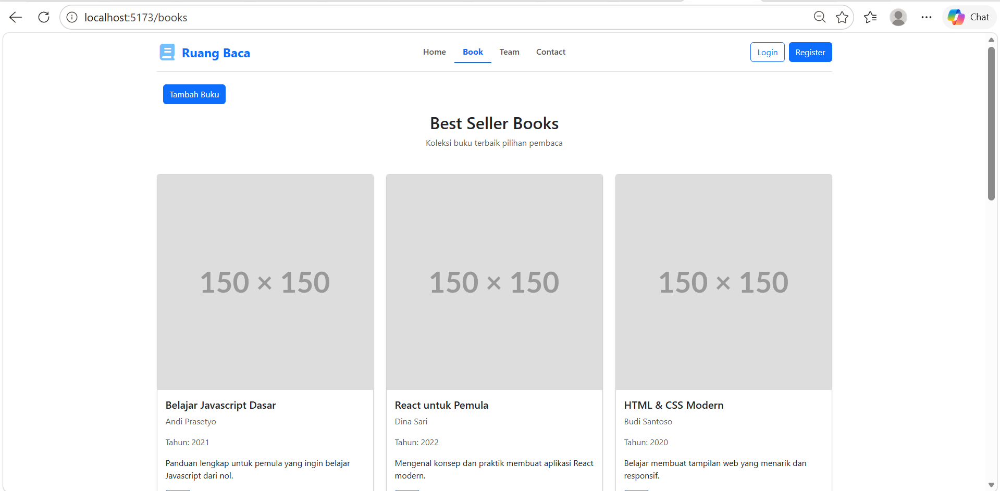 localhost:5173/books
Chat
Ruang Baca
Home Book Team Contact
Login Register
Tambah Buku
Best Seller Books
Koleksi buku terbaik pilihan pembaca
150 × 150
150 × 150
150 × 150
Belajar Javascript Dasar
Andi Prasetyo
Tahun: 2021
Panduan lengkap untuk pemula yang ingin belajar
Javascript dari nol.
React untuk Pemula
Dina Sari
Tahun: 2022
Mengenal konsep dan praktik membuat aplikasi React
modern.
HTML & CSS Modern
Budi Santoso
Tahun: 2020
Belajar membuat tampilan web yang menarik dan
responsif.